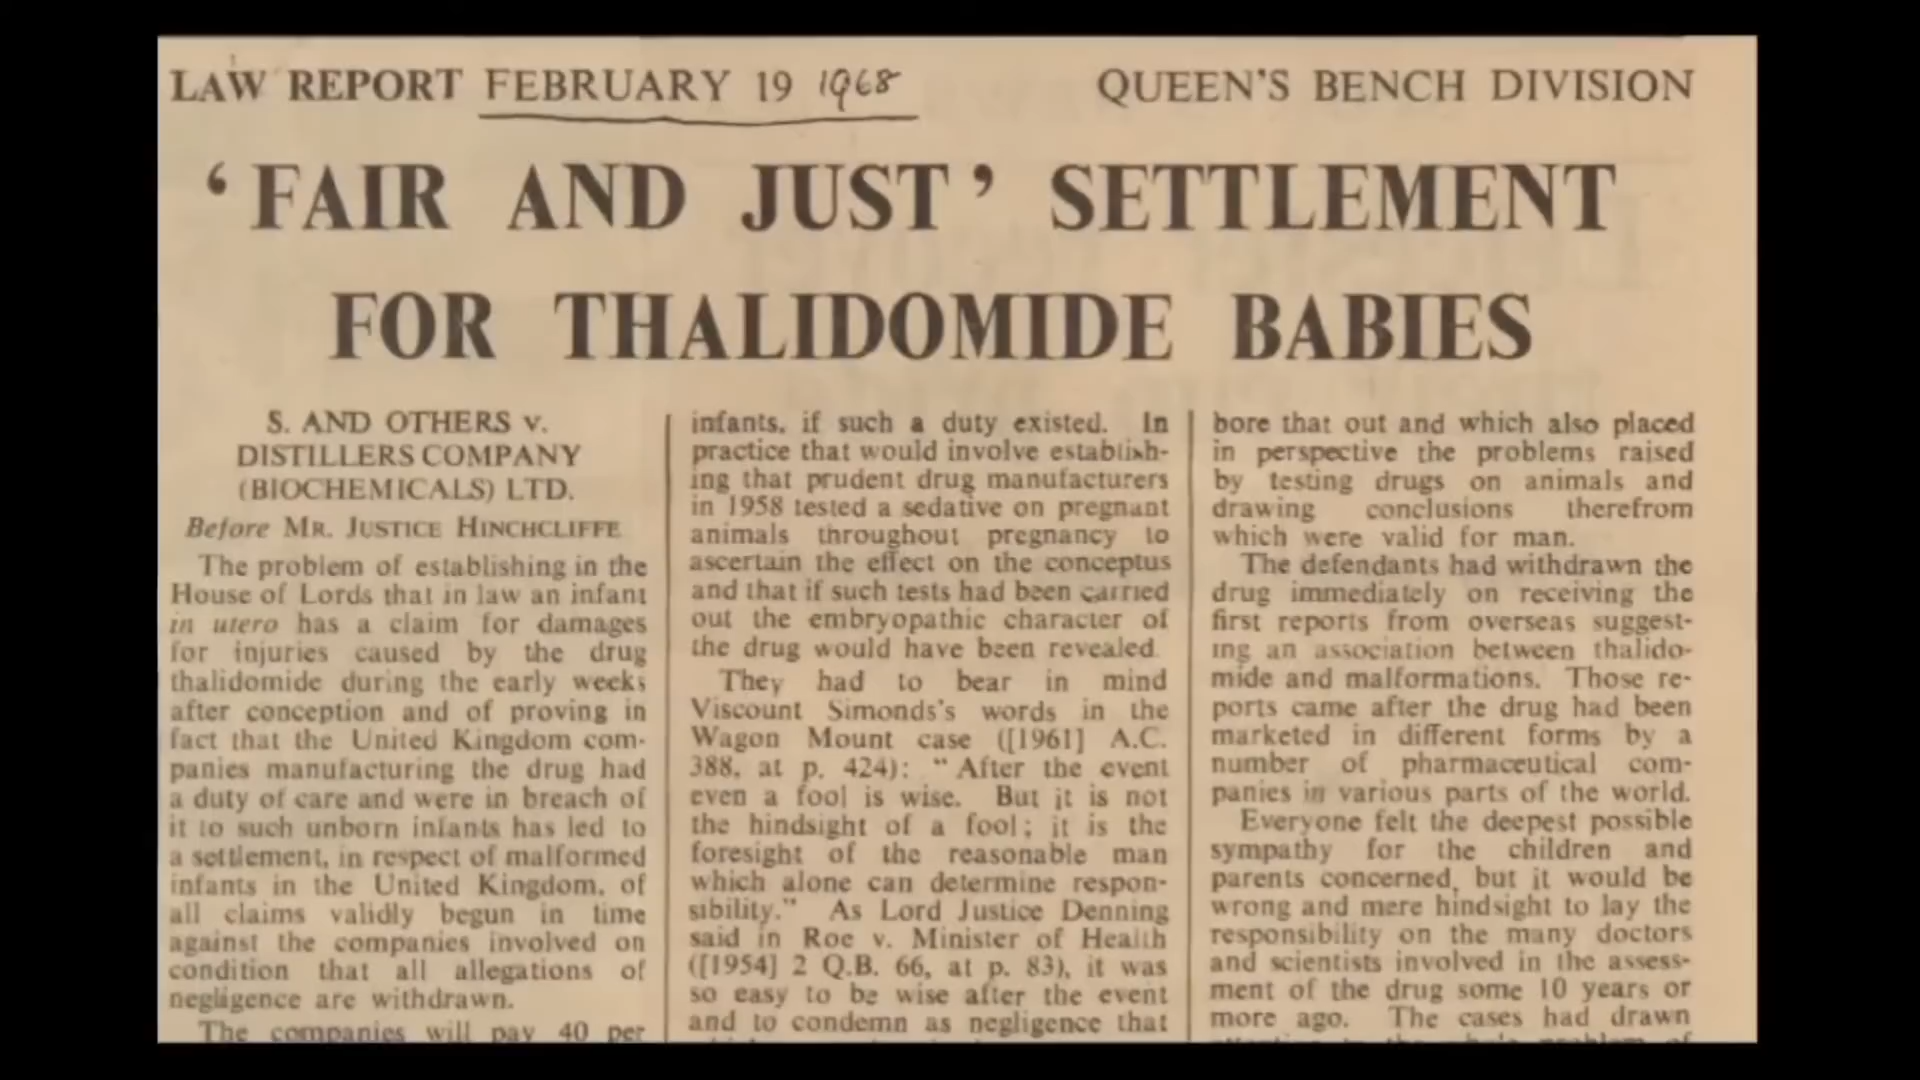 LAW REPORT FEBRUARY 19 1968 QUEEN'S BENCH DIVISION
‘FAIR AND JUST’ SETTLEMENT
FOR THALIDOMIDE BABIES
S. AND OTHERS v.
DISTILLERS COMPANY
(BIOCHEMICALS) LTD.
Before MR. JUSTICE HINCHCLIFFE
The problem of establishing in the
House of Lords that in law an infant
in utero has a claim for damages
for injuries caused by the drug
thalidomide during the early weeks
after conception and of proving in
fact that the United Kingdom com-
panies manufacturing the drug had
a duty of care and were in breach of
it to such unborn infants has led to
a settlement, in respect of malformed
infants in the United Kingdom, of
all claims validly begun in time
against the companies involved on
condition that all allegations of
negligence are withdrawn.
The companies will pay 40 per
infants, if such a duty existed. In
practice that would involve establish-
ing that prudent drug manufacturers
in 1958 tested a sedative on pregnant
animals throughout pregnancy to
ascertain the effect on the conceptus
and that if such tests had been carried
out the embryopathic character of
the drug would have been revealed.
They had to bear in mind
Viscount Simonds's words in the
Wagon Mount case ([1961] A.C.
388, at p. 424): “After the event
even a fool is wise. But it is not
the hindsight of a fool; it is the
foresight of the reasonable man
which alone can determine respon-
sibility.” As Lord Justice Denning
said in Roe v. Minister of Health
([1954] 2 Q.B. 66, at p. 83), it was
so easy to be wise after the event
and to condemn as negligence that
bore that out and which also placed
in perspective the problems raised
by testing drugs on animals and
drawing conclusions therefrom
which were valid for man.
The defendants had withdrawn the
drug immediately on receiving the
first reports from overseas suggest-
ing an association between thalido-
mide and malformations. Those re-
ports came after the drug had been
marketed in different forms by a
number of pharmaceutical com-
panies in various parts of the world.
Everyone felt the deepest possible
sympathy for the children and
parents concerned, but it would be
wrong and mere hindsight to lay the
responsibility on the many doctors
and scientists involved in the assess-
ment of the drug some 10 years or
more ago. The cases had drawn